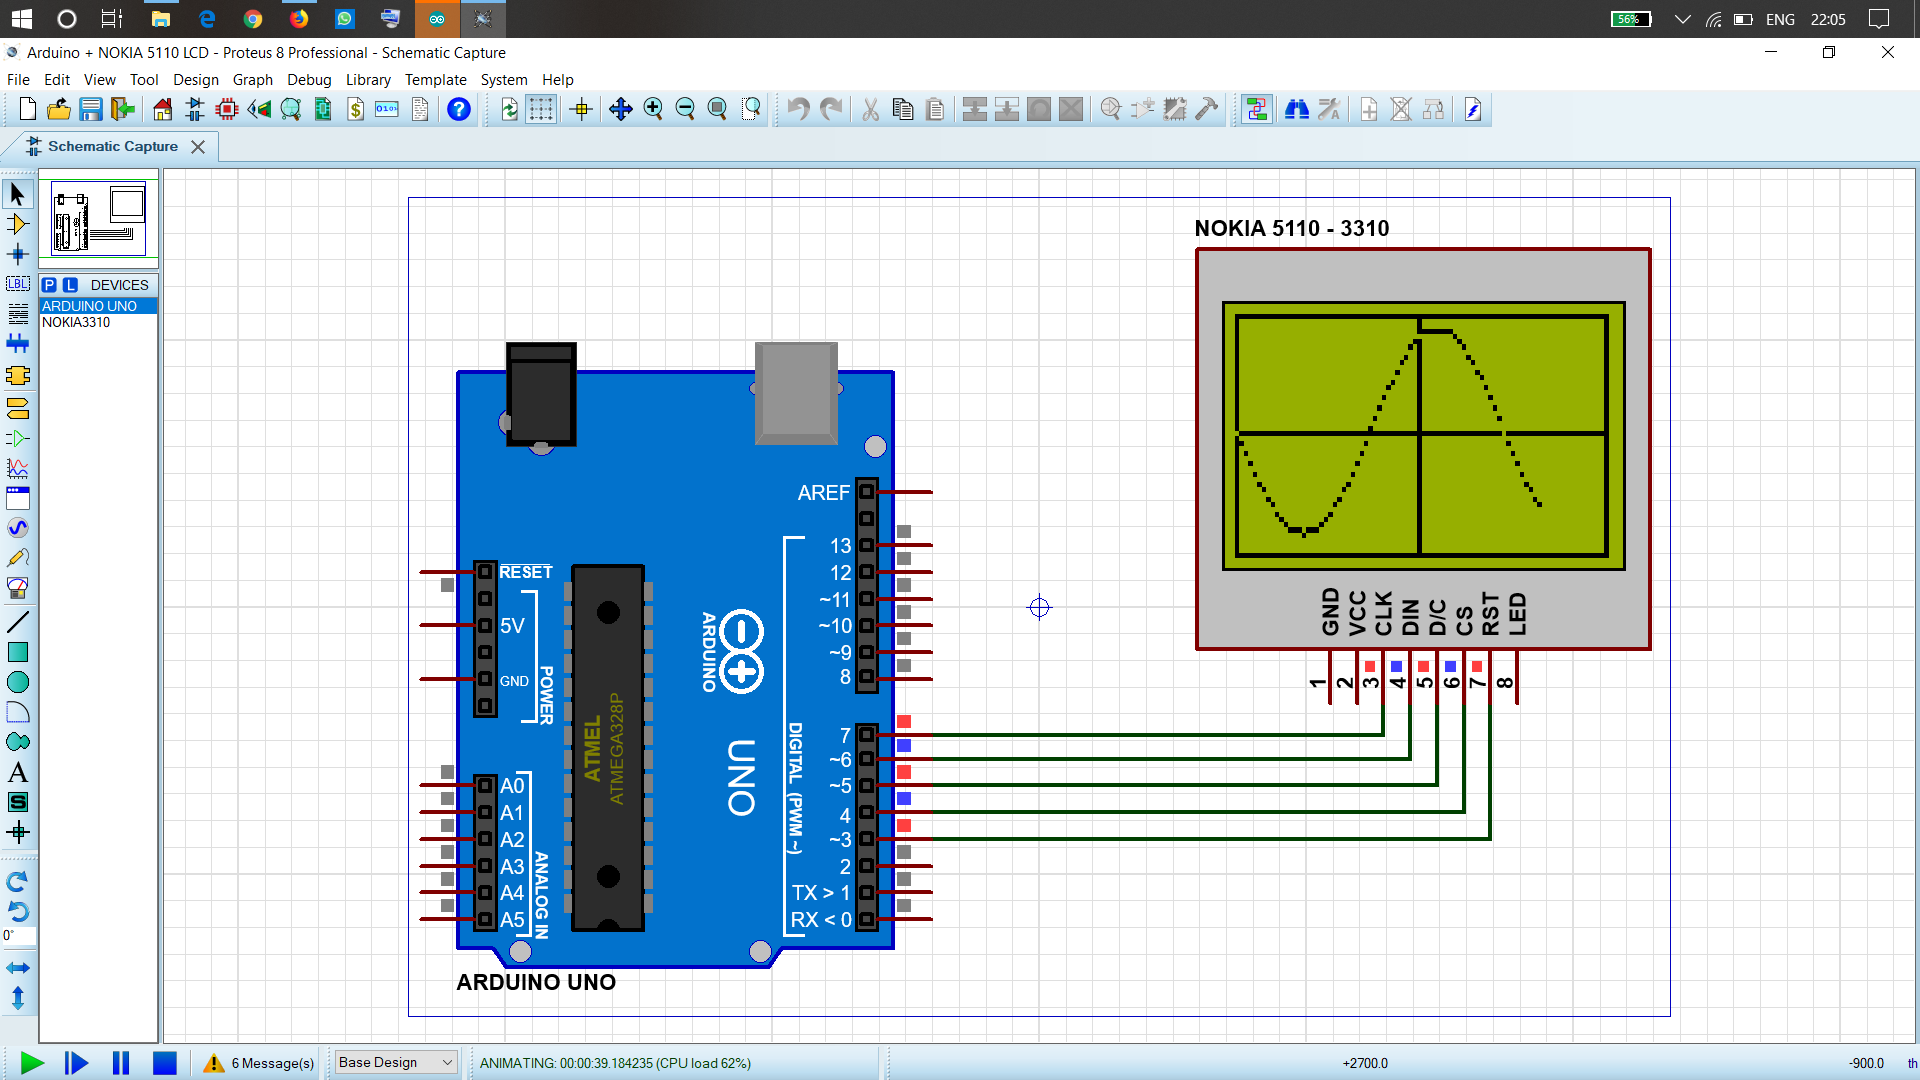 56%
ENG
22:05
Arduino + NOKIA 5110 LCD - Proteus 8 Professional - Schematic Capture
File Edit View Tool Design Graph Debug Library Template System Help
Schematic Capture
P L DEVICES
ARDUINO UNO
NOKIA3310
LBL
A
S
0°
NOKIA 5110 - 3310
GND
VCC
CLK
DIN
D/C
CS
RST
LED
1
2
3
4
5
6
7
8
AREF
13
12
~11
~10
~9
8
7
~6
~5
4
~3
2
TX > 1
RX < 0
DIGITAL (PWM ~)
RESET
5V
GND
POWER
A0
A1
A2
A3
A4
A5
ANALOG IN
ATMEL
ATMEGA328P
ARDUINO
UNO
ARDUINO UNO
6 Message(s)
Base Design
ANIMATING: 00:00:39.184235 (CPU load 62%)
+2700.0
-900.0
th